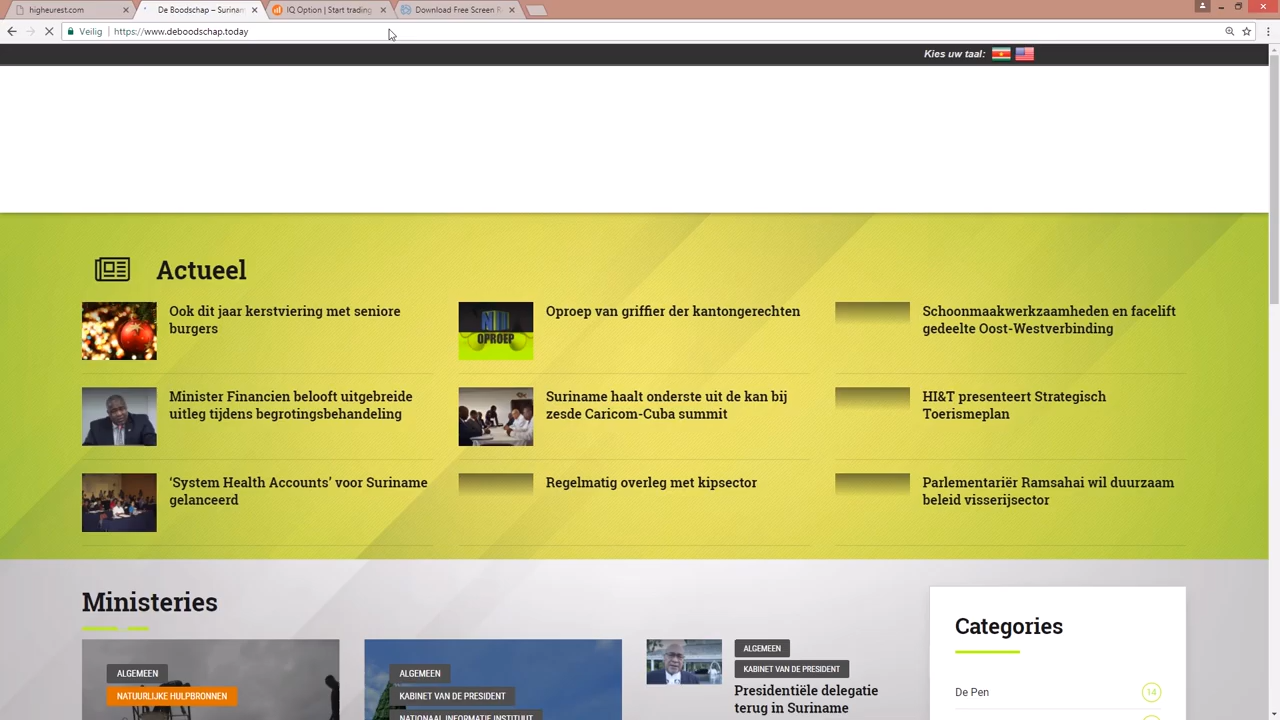 higheurest.com
De Boodschap – Surinam
IQ Option | Start trading
Download Free Screen R
Veilig
https://www.deboodschap.today
Kies uw taal:
Actueel
Ook dit jaar kerstviering met seniore
burgers
Oproep van griffier der kantongerechten
OPROEP
Schoonmaakwerkzaamheden en facelift
gedeelte Oost-Westverbinding
Minister Financien belooft uitgebreide
uitleg tijdens begrotingsbehandeling
Suriname haalt onderste uit de kan bij
zesde Caricom-Cuba summit
HI&T presenteert Strategisch
Toerismeplan
‘System Health Accounts’ voor Suriname
gelanceerd
Regelmatig overleg met kipsector
Parlementariër Ramsahai wil duurzaam
beleid visserijsector
Ministeries
ALGEMEEN
NATUURLIJKE HULPBRONNEN
ALGEMEEN
KABINET VAN DE PRESIDENT
NATIONAAL INFORMATIE INSTITUUT
ALGEMEEN
KABINET VAN DE PRESIDENT
Presidentiële delegatie
terug in Suriname
Categories
De Pen
14